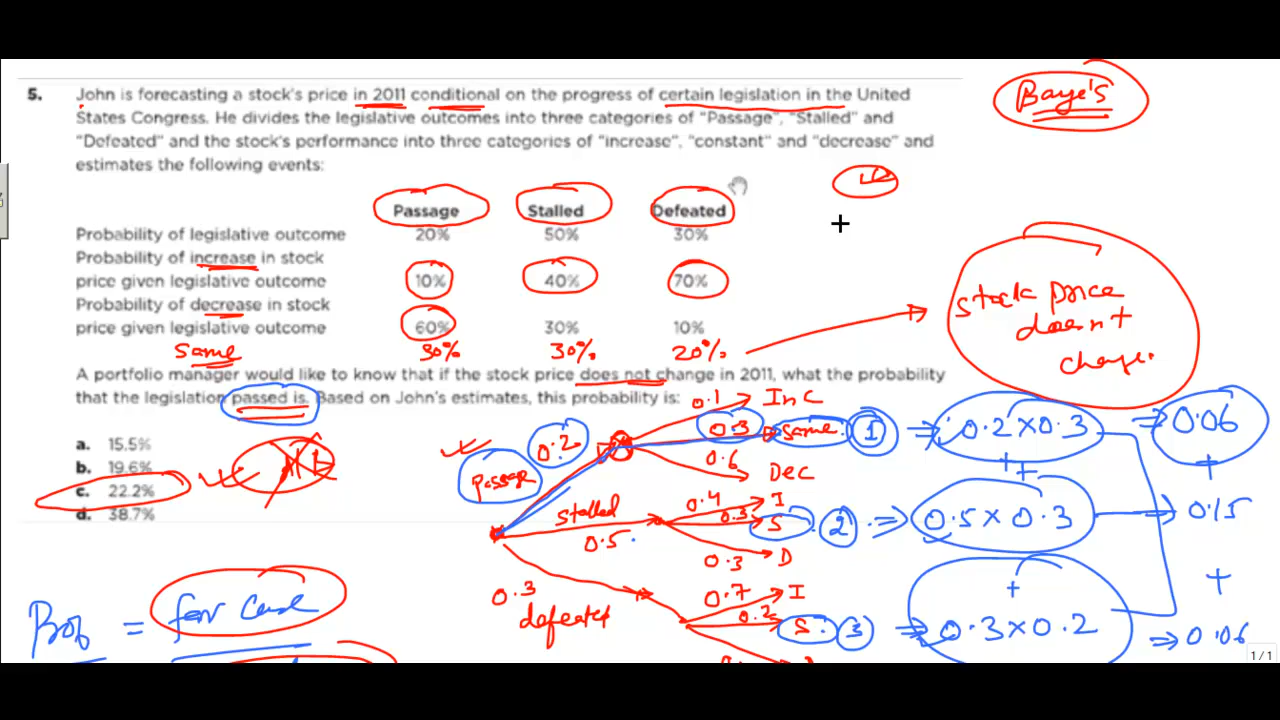 5. John is forecasting a stock's price in 2011 conditional on the progress of certain legislation in the United
States Congress. He divides the legislative outcomes into three categories of "Passage", "Stalled" and
"Defeated" and the stock's performance into three categories of "increase", "constant" and "decrease" and
estimates the following events:
Baye's
Passage Stalled Defeated
Probability of legislative outcome 20% 50% 30%
Probability of increase in stock
price given legislative outcome 10% 40% 70%
Probability of decrease in stock
price given legislative outcome 60% 30% 10%
Same 30% 30% 20%
stock price
doesn't
change.
A portfolio manager would like to know that if the stock price does not change in 2011, what the probability
that the legislation passed is. Based on John's estimates, this probability is:
a. 15.5%
b. 19.6%
c. 22.2%
d. 38.7%
passage 0.2
0.1 Inc
0.3 Same 1 ⇒ 0.2 × 0.3 ⇒ 0.06
0.6 Dec
+ +
Stalled 0.5
0.4 I
0.3 S 2 ⇒ 0.5 × 0.3 → 0.15
0.3 D
+ +
0.3 defeated
0.7 I
0.2 S 3 ⇒ 0.3 × 0.2 ⇒ 0.06
Prob = fav case
1/1